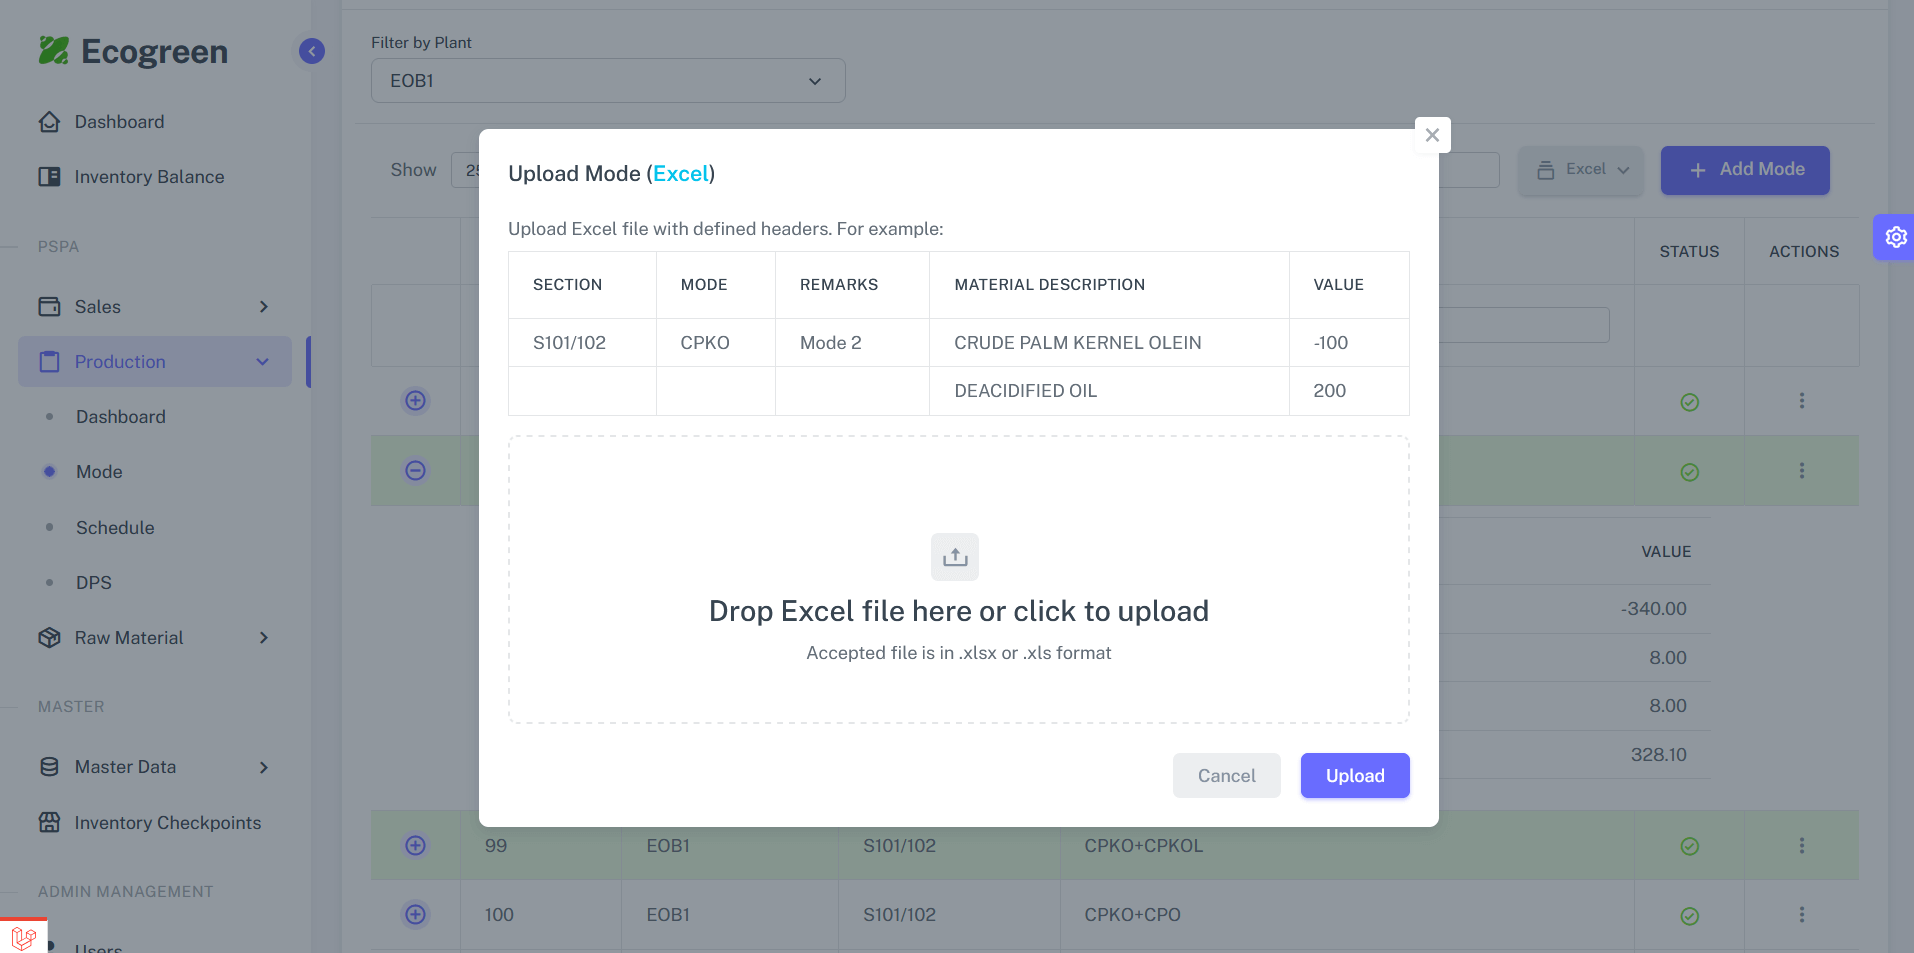 Ecogreen
Dashboard
Inventory Balance
PSPA
Sales
Production
Dashboard
Mode
Schedule
DPS
Raw Material
MASTER
Master Data
Inventory Checkpoints
ADMIN MANAGEMENT
Users
Filter by Plant
EOB1
Show
Excel
Add Mode
STATUS ACTIONS
Upload Mode (Excel)
Upload Excel file with defined headers. For example:
SECTION MODE REMARKS MATERIAL DESCRIPTION VALUE
S101/102 CPKO Mode 2 CRUDE PALM KERNEL OLEIN -100
DEACIDIFIED OIL 200
Drop Excel file here or click to upload
Accepted file is in .xlsx or .xls format
Cancel Upload
VALUE
-340.00
8.00
8.00
328.10
99 EOB1 S101/102 CPKO+CPKOL
100 EOB1 S101/102 CPKO+CPO